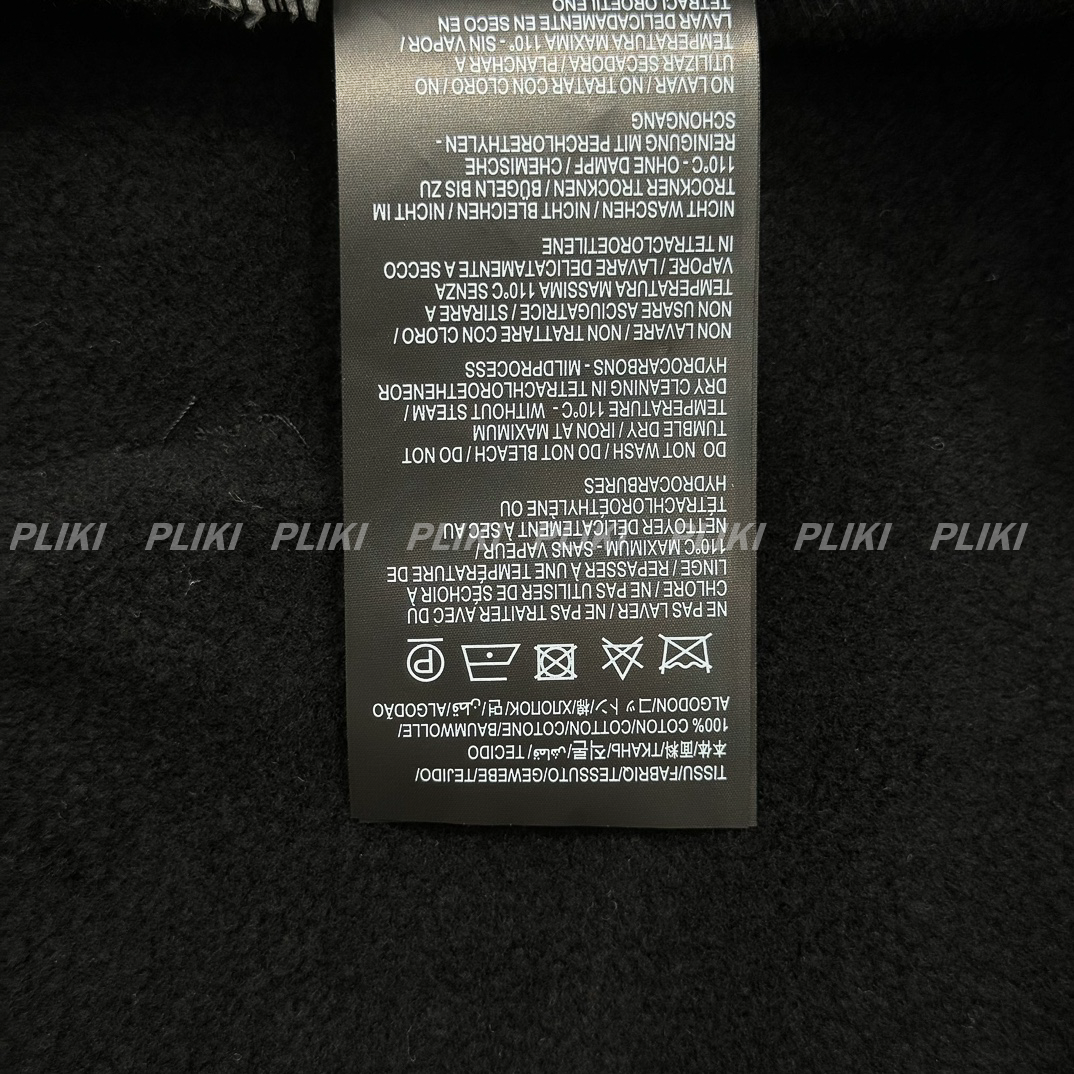 TISSU/FABRIQ/TESSUTO/GEWEBE/TEJIDO/
本体/面料/ТКАНЬ/직물/قماش/TECIDO
100% COTON/COTTON/COTONE/BAUMWOLLE/
ALGODON/コットン/棉/ХЛОПОК/면/قطن/ALGODÃO
P
NE PAS LAVER / NE PAS TRAITER AVEC DU
CHLORE / NE PAS UTILISER DE SÉCHOIR À
LINGE / REPASSER À UNE TEMPÉRATURE DE
110°C MAXIMUM - SANS VAPEUR /
NETTOYER DÉLICATEMENT À SEC AU
TÉTRACHLOROÉTHYLÈNE OU
HYDROCARBURES
DO NOT WASH / DO NOT BLEACH / DO NOT
TUMBLE DRY / IRON AT MAXIMUM
TEMPERATURE 110°C - WITHOUT STEAM /
DRY CLEANING IN TETRACHLOROETHENEOR
HYDROCARBONS - MILDPROCESS
NON LAVARE / NON TRATTARE CON CLORO /
NON USARE ASCIUGATRICE / STIRARE A
TEMPERATURA MASSIMA 110°C SENZA
VAPORE / LAVARE DELICATAMENTE A SECCO
IN TETRACLOROETILENE
NICHT WASCHEN / NICHT BLEICHEN / NICHT IM
TROCKNER TROCKNEN / BÜGELN BIS ZU
110°C - OHNE DAMPF / CHEMISCHE
REINIGUNG MIT PERCHLORETHYLEN -
SCHONGANG
NO LAVAR / NO TRATAR CON CLORO / NO
UTILIZAR SECADORA / PLANCHAR A
TEMPERATURA MAXIMA 110° - SIN VAPOR /
LAVAR DELICADAMENTE EN SECO EN
TETRACLOROENO
PLIKI PLIKI PLIKI PLIKI PLIKI PLIKI PLIKI PLIKI